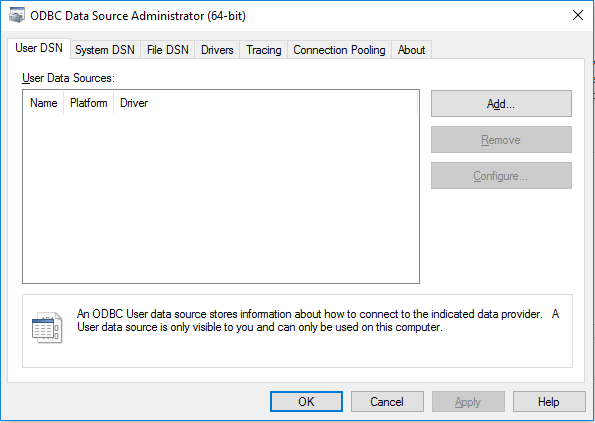 ODBC Data Source Administrator (64-bit)
User DSN System DSN File DSN Drivers Tracing Connection Pooling About
User Data Sources:
Name Platform Driver
Add...
Remove
Configure...
An ODBC User data source stores information about how to connect to the indicated data provider. A
User data source is only visible to you and can only be used on this computer.
OK Cancel Apply Help